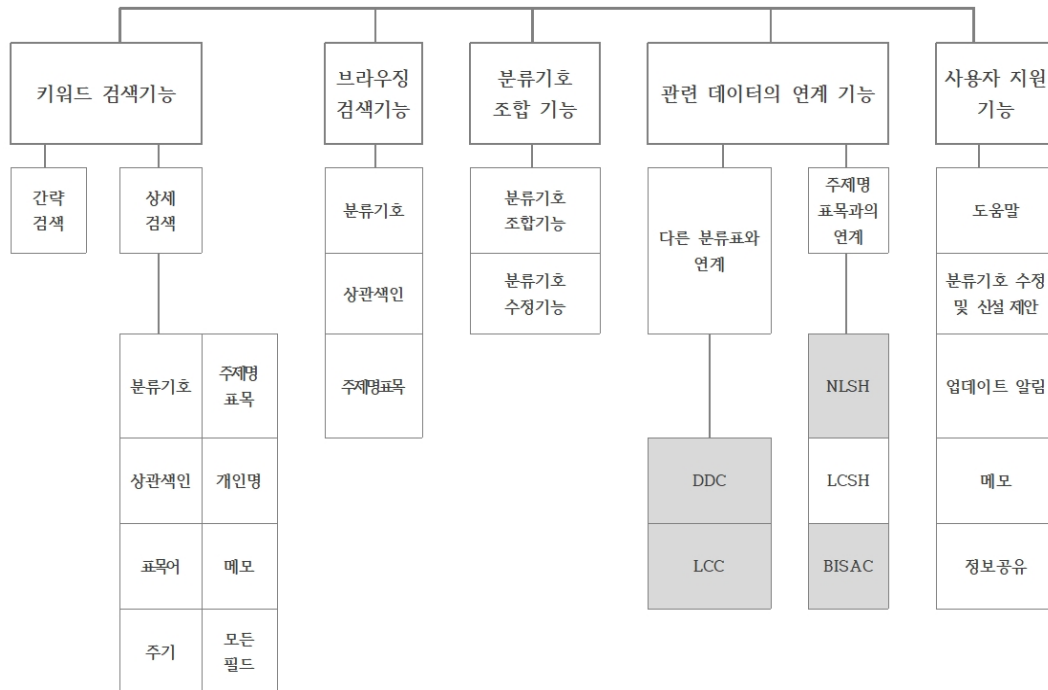 키워드 검색기능
브라우징
검색기능
분류기호
조합 기능
관련 데이터의 연계 기능
사용자 지원
기능
간략
검색
상세
검색
분류기호
주제명
표목
상관색인
개인명
표목어
메모
주기
모든
필드
분류기호
상관색인
주제명표목
분류기호
조합기능
분류기호
수정기능
다른 분류표와
연계
DDC
LCC
주제명
표목과의
연계
NLSH
LCSH
BISAC
도움말
분류기호 수정
및 신설 제안
업데이트 알림
메모
정보공유